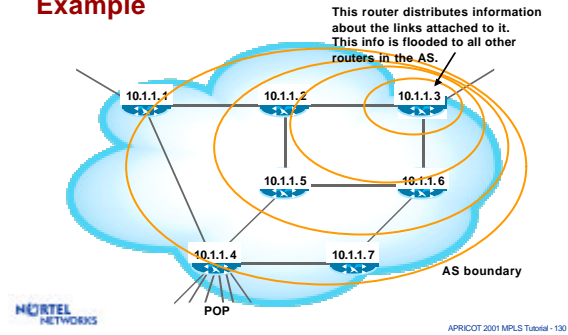 Example
This router distributes information
about the links attached to it.
This info is flooded to all other
routers in the AS.
10.1.1.1
10.1.1.2
10.1.1.3
10.1.1.5
10.1.1.6
10.1.1.4
10.1.1.7
AS boundary
POP
NORTEL
NETWORKS
APRICOT 2001 MPLS Tutorial - 130